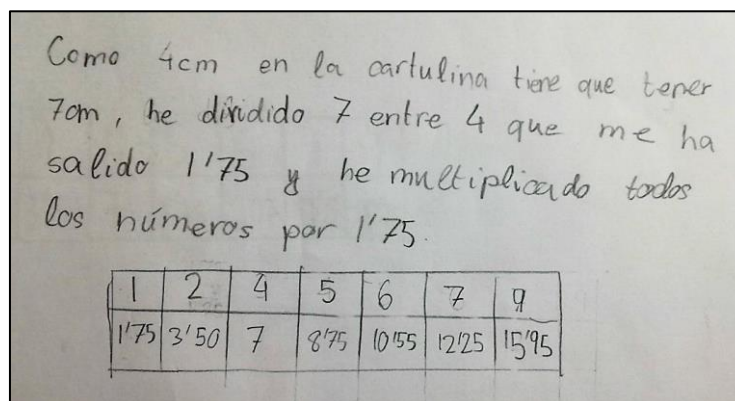 Como 4cm en la cartulina tiene que tener
7cm, he dividido 7 entre 4 que me ha
salido 1'75 y he multiplicado todos
los números por 1'75.
1 2 4 5 6 7 9
1'75 3'50 7 8'75 10'55 12'25 15'95